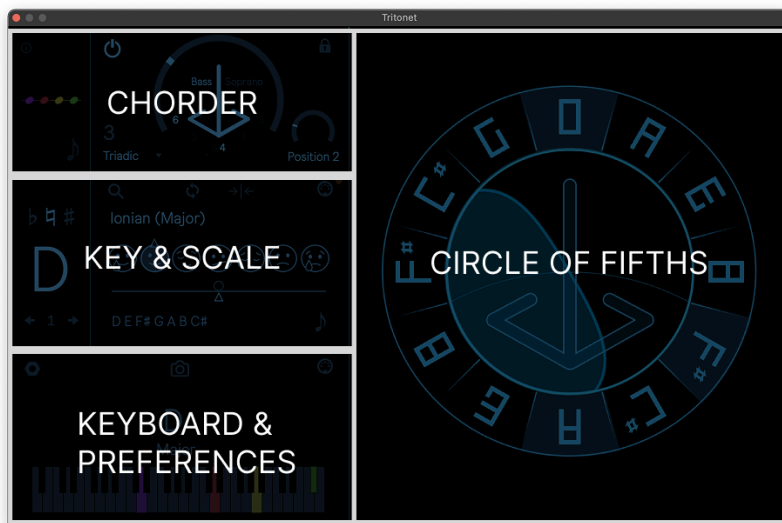 Tritonet
CHORDER
Bass Soprano
6
4
3
Triadic
Position 2
KEY & SCALE
♭ ♮ ♯
Ionian (Major)
D
1
D E F♯ G A B C♯
KEYBOARD &
PREFERENCES
Major
CIRCLE OF FIFTHS
D
A
E
B
F♯
C♯
A
E
B
F♯
C♯
G